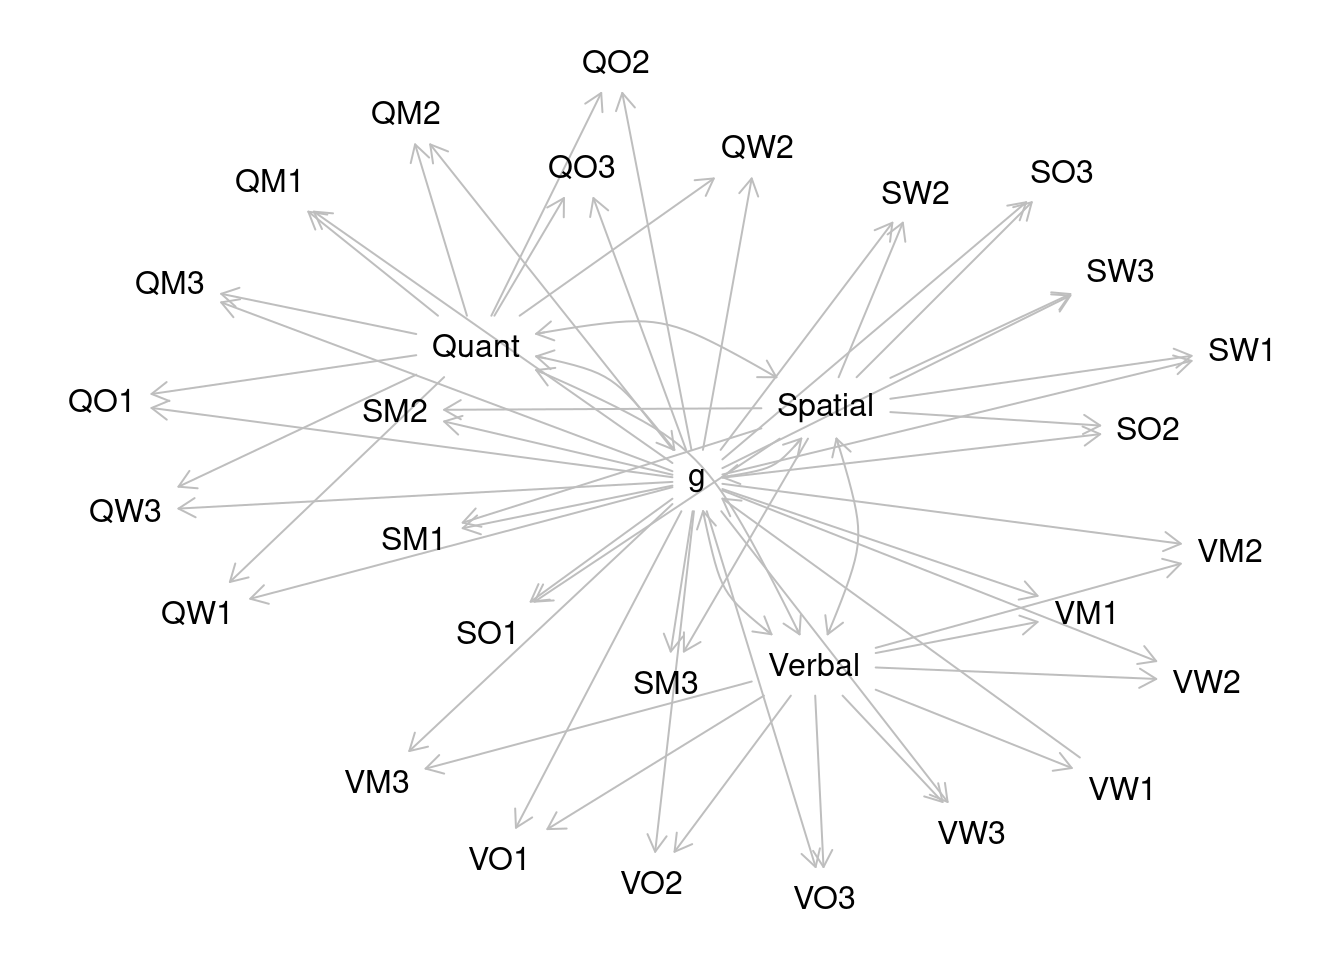 QO2
QM2
QW2
QO3
SO3
QM1
SW2
SW3
QM3
Quant
SW1
QO1
SM2
Spatial
SO2
g
QW3
SM1
VM2
QW1
VM1
SO1
Verbal
SM3
VW2
VM3
VW1
VW3
VO1
VO2
VO3